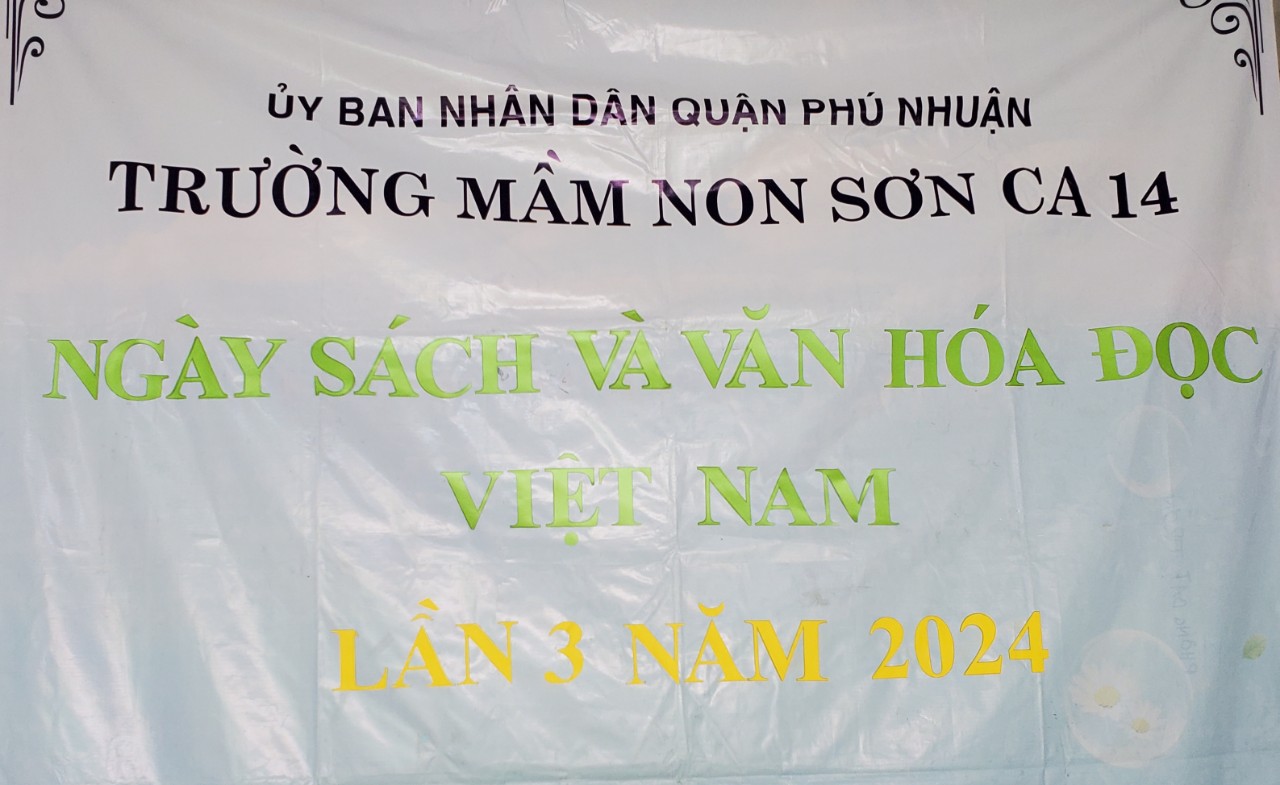 ỦY BAN NHÂN DÂN QUẬN PHÚ NHUẬN
TRƯỜNG MẦM NON SƠN CA 14
NGÀY SÁCH VÀ VĂN HÓA ĐỌC
VIỆT NAM
LẦN 3 NĂM 2024